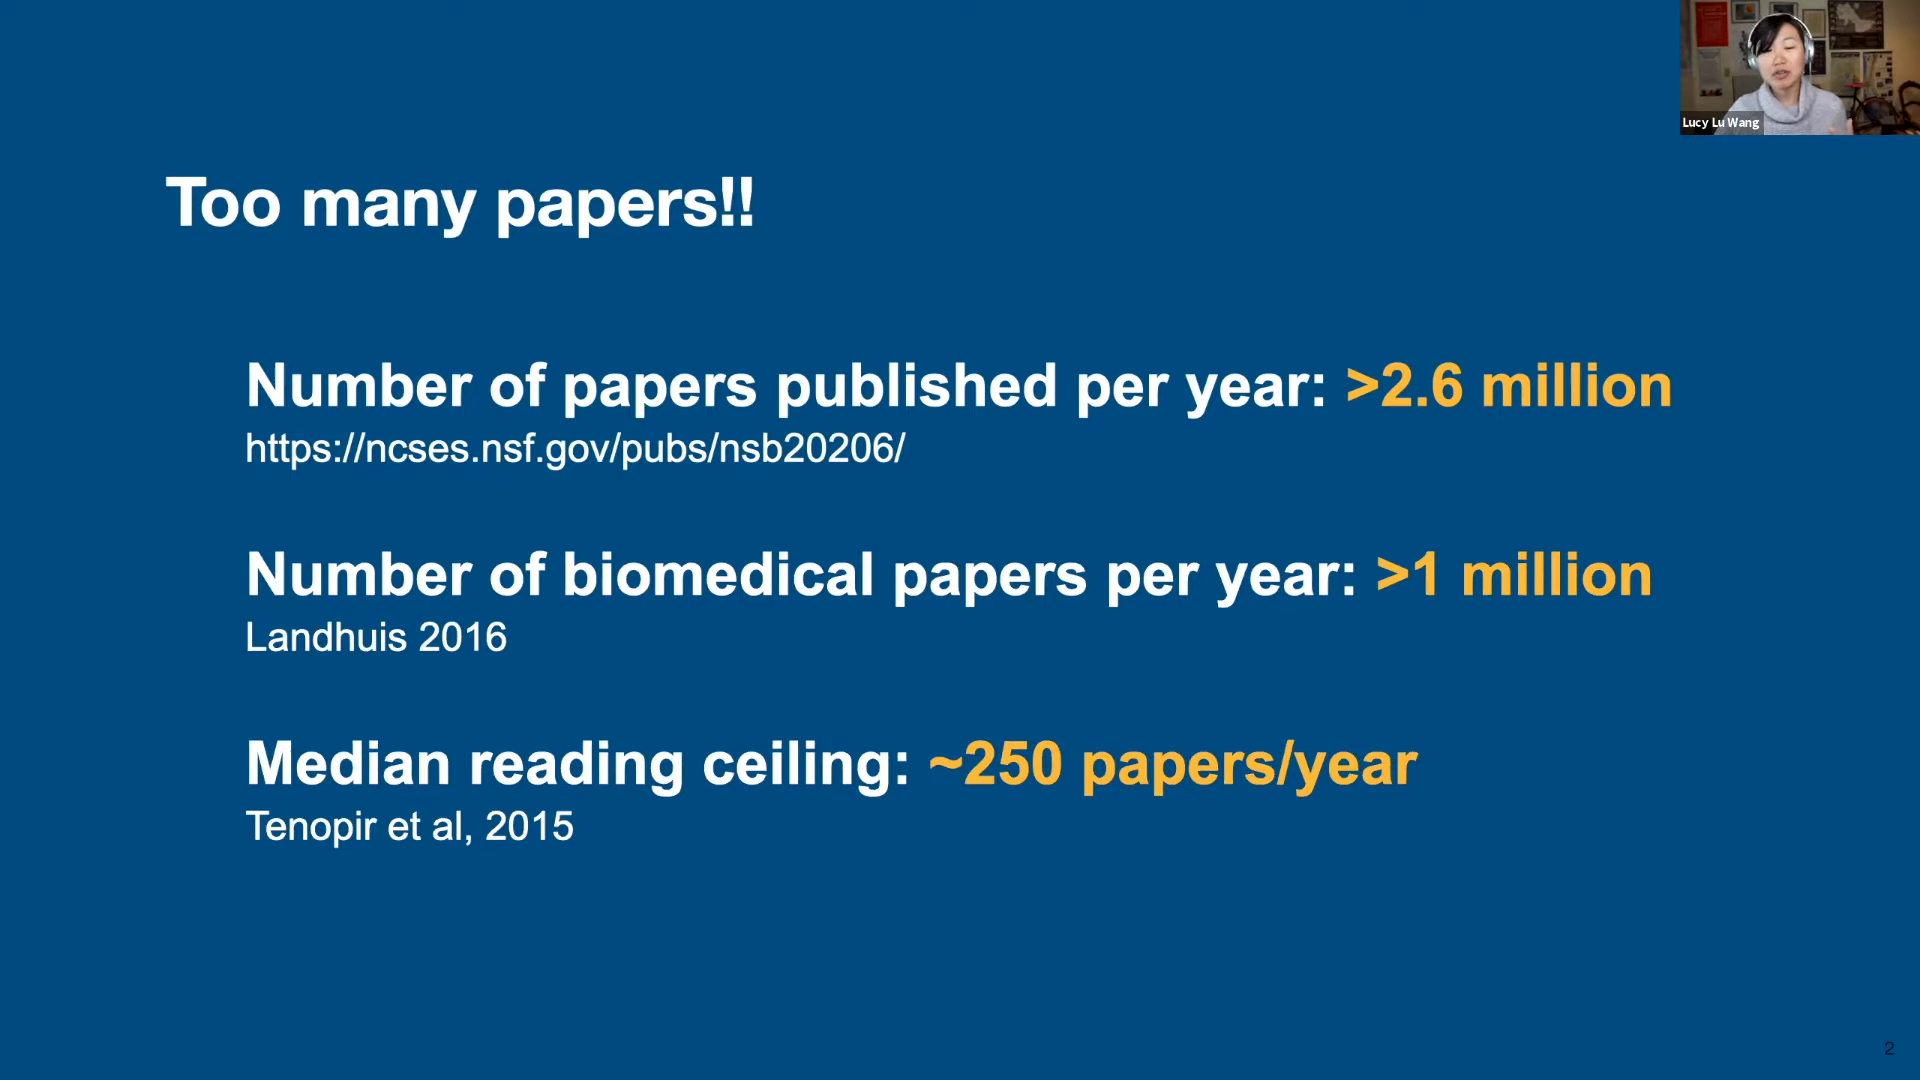 Lucy Lu Wang
Too many papers!!
Number of papers published per year: >2.6 million
https://ncses.nsf.gov/pubs/nsb20206/
Number of biomedical papers per year: >1 million
Landhuis 2016
Median reading ceiling: ~250 papers/year
Tenopir et al, 2015
2